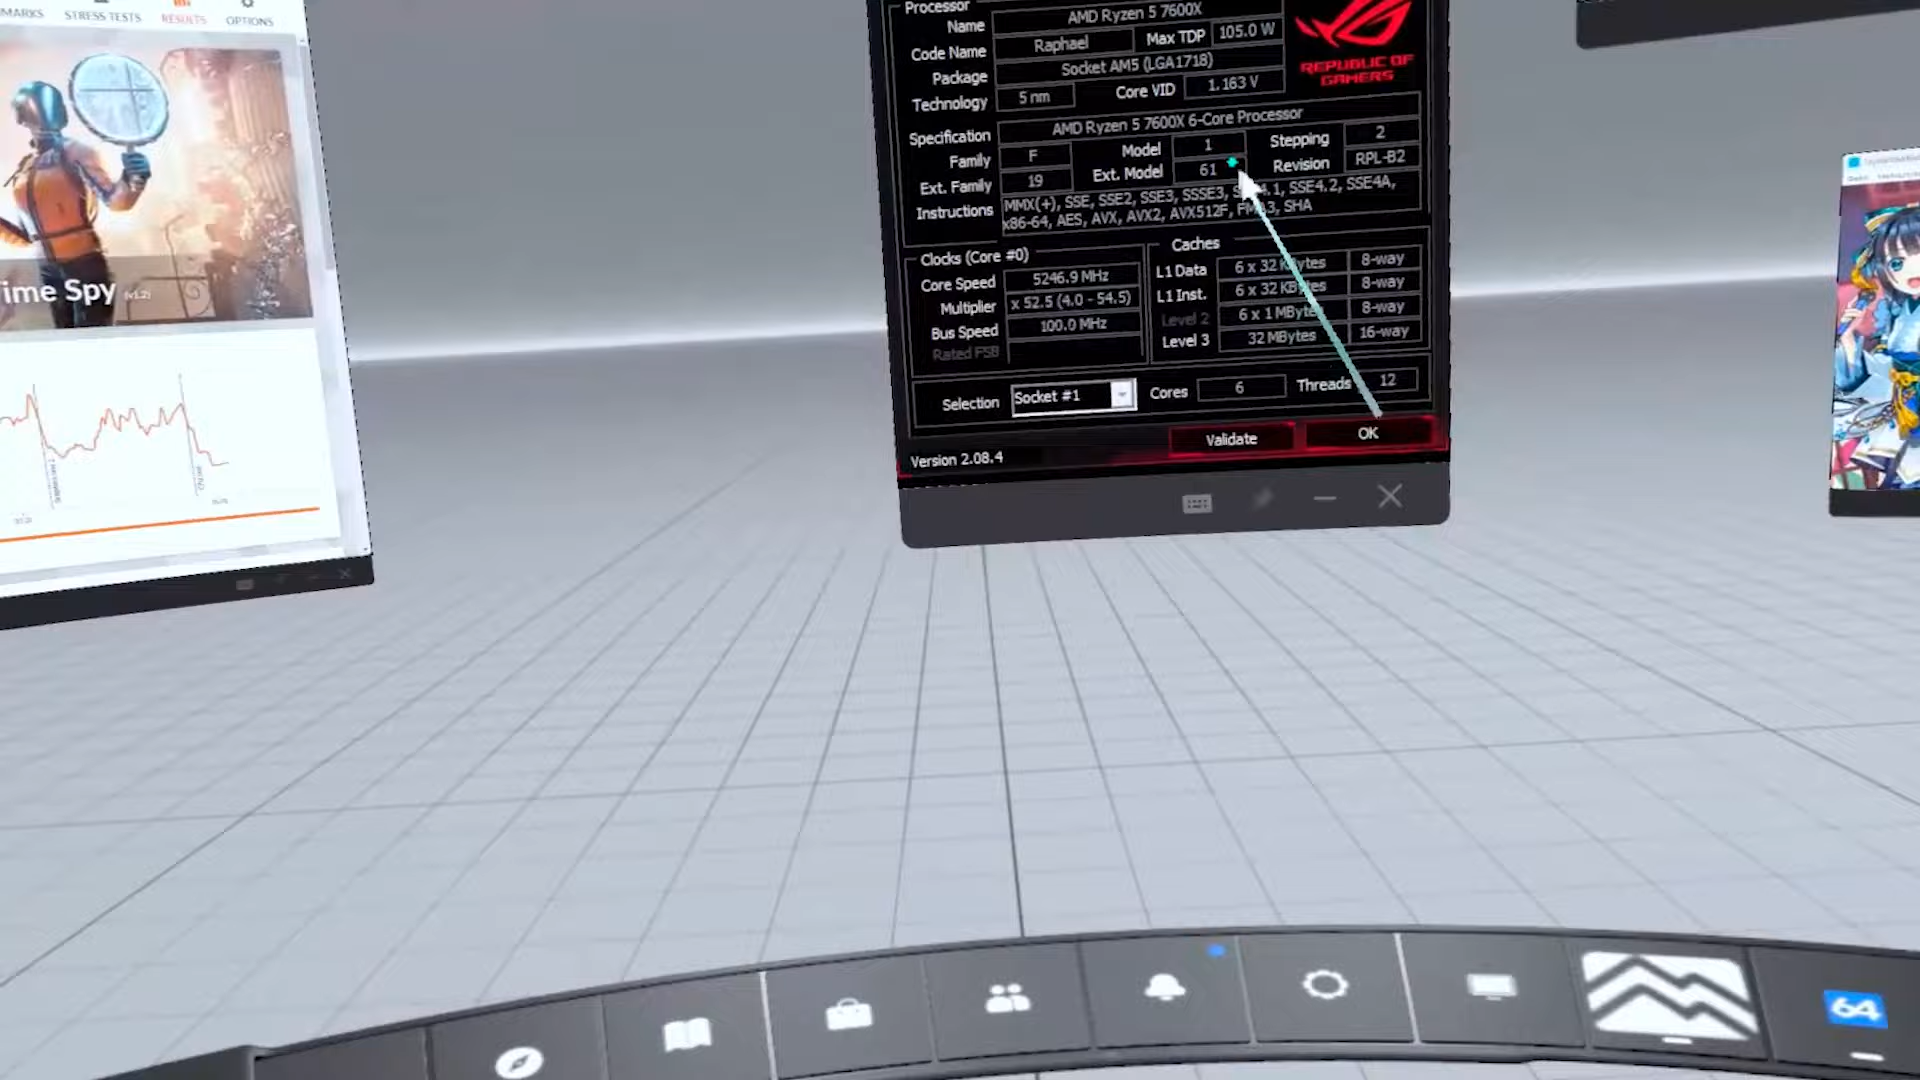 STRESS TESTS
RESULTS
OPTIONS
ime Spy
Processor
Name
AMD Ryzen 5 7600X
Code Name
Raphael
Max TDP
105.0 W
Package
Socket AM5 (LGA1718)
Technology
5 nm
Core VID
1.163 V
REPUBLIC OF
GAMERS
Specification
AMD Ryzen 5 7600X 6-Core Processor
Family
F
Model
1
Stepping
2
Ext. Family
19
Ext. Model
61
Revision
RPL-B2
Instructions
MMX(+), SSE, SSE2, SSE3, SSSE3, SSE4.1, SSE4.2, SSE4A,
x86-64, AES, AVX, AVX2, AVX512F, FMA3, SHA
Clocks (Core #0)
Core Speed
5246.9 MHz
Multiplier
x 52.5 (4.0 - 54.5)
Bus Speed
100.0 MHz
Rated FSB
Caches
L1 Data
6 x 32 KBytes
8-way
L1 Inst.
6 x 32 KBytes
8-way
Level 2
6 x 1 MBytes
8-way
Level 3
32 MBytes
16-way
Selection
Socket #1
Cores
6
Threads
12
Version 2.08.4
Validate
OK
64